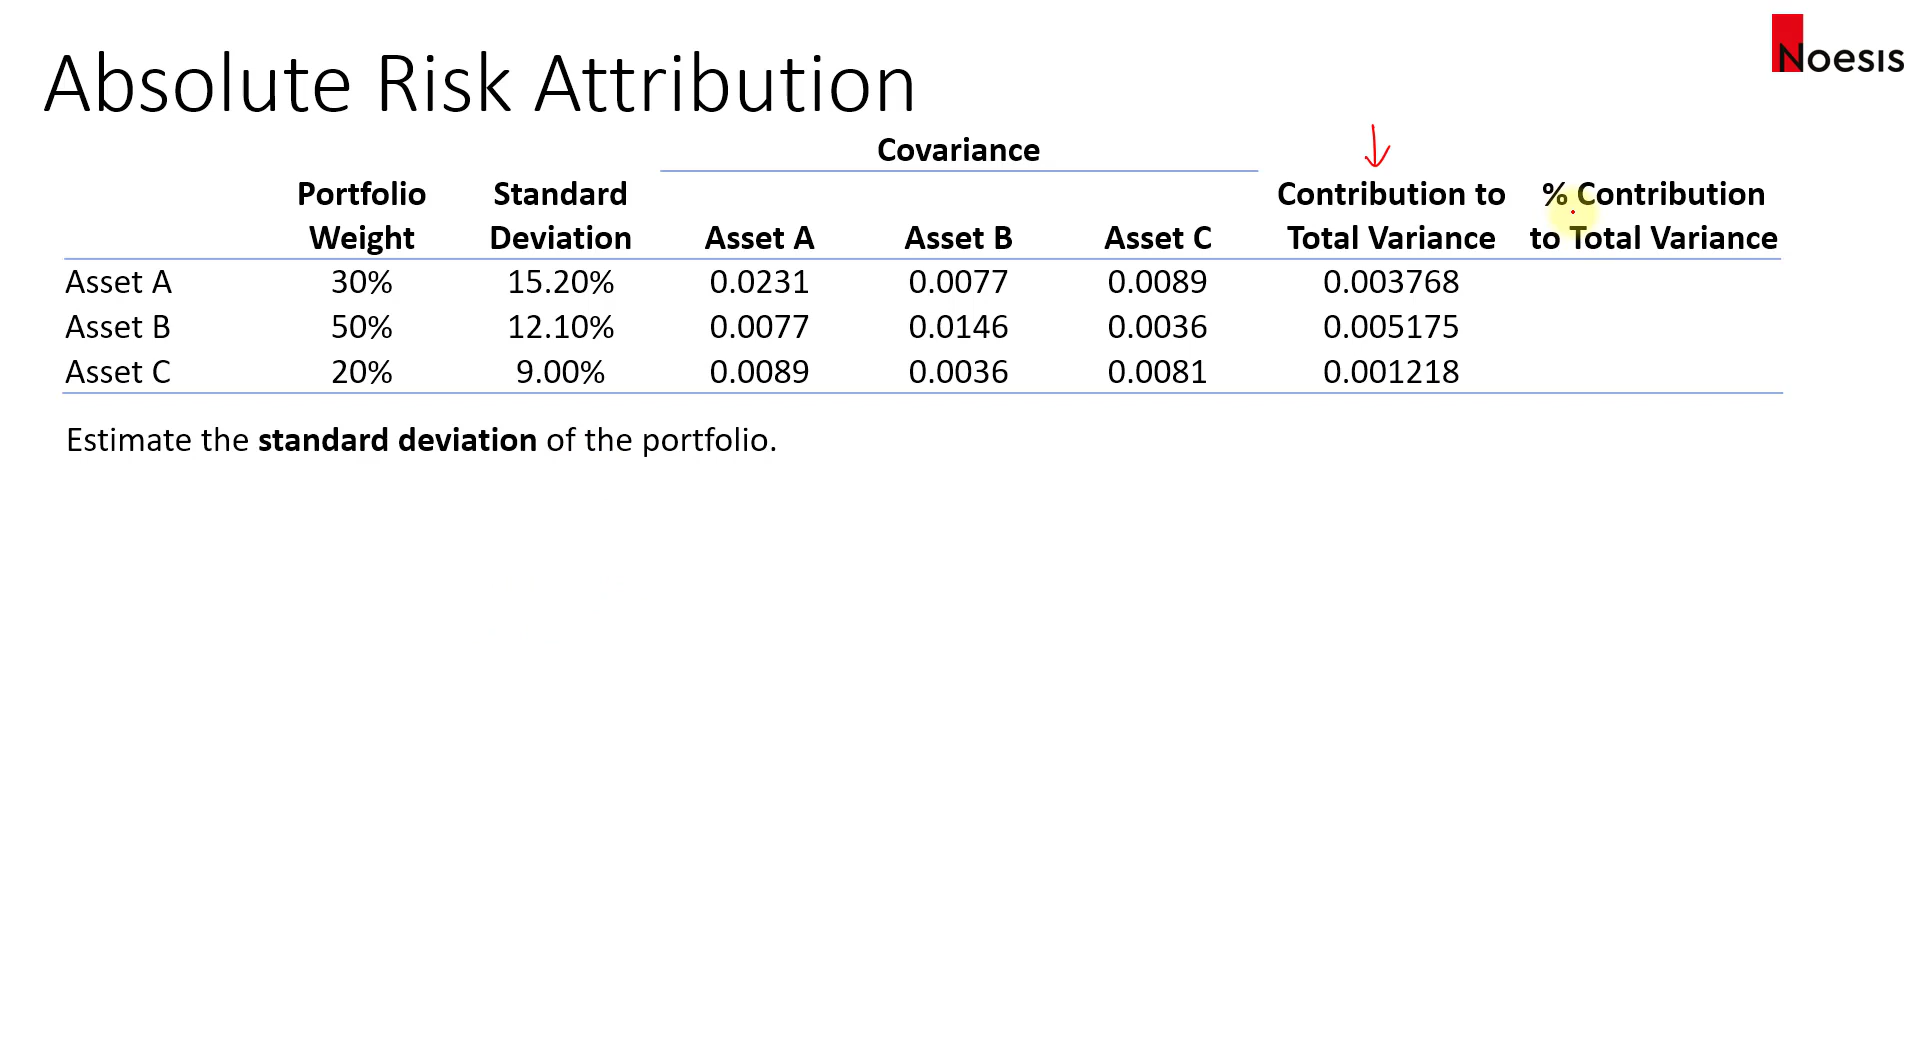 Absolute Risk Attribution
Noesis
Covariance
Portfolio Weight Standard Deviation Asset A Asset B Asset C Contribution to Total Variance % Contribution to Total Variance
Asset A 30% 15.20% 0.0231 0.0077 0.0089 0.003768
Asset B 50% 12.10% 0.0077 0.0146 0.0036 0.005175
Asset C 20% 9.00% 0.0089 0.0036 0.0081 0.001218
Estimate the standard deviation of the portfolio.